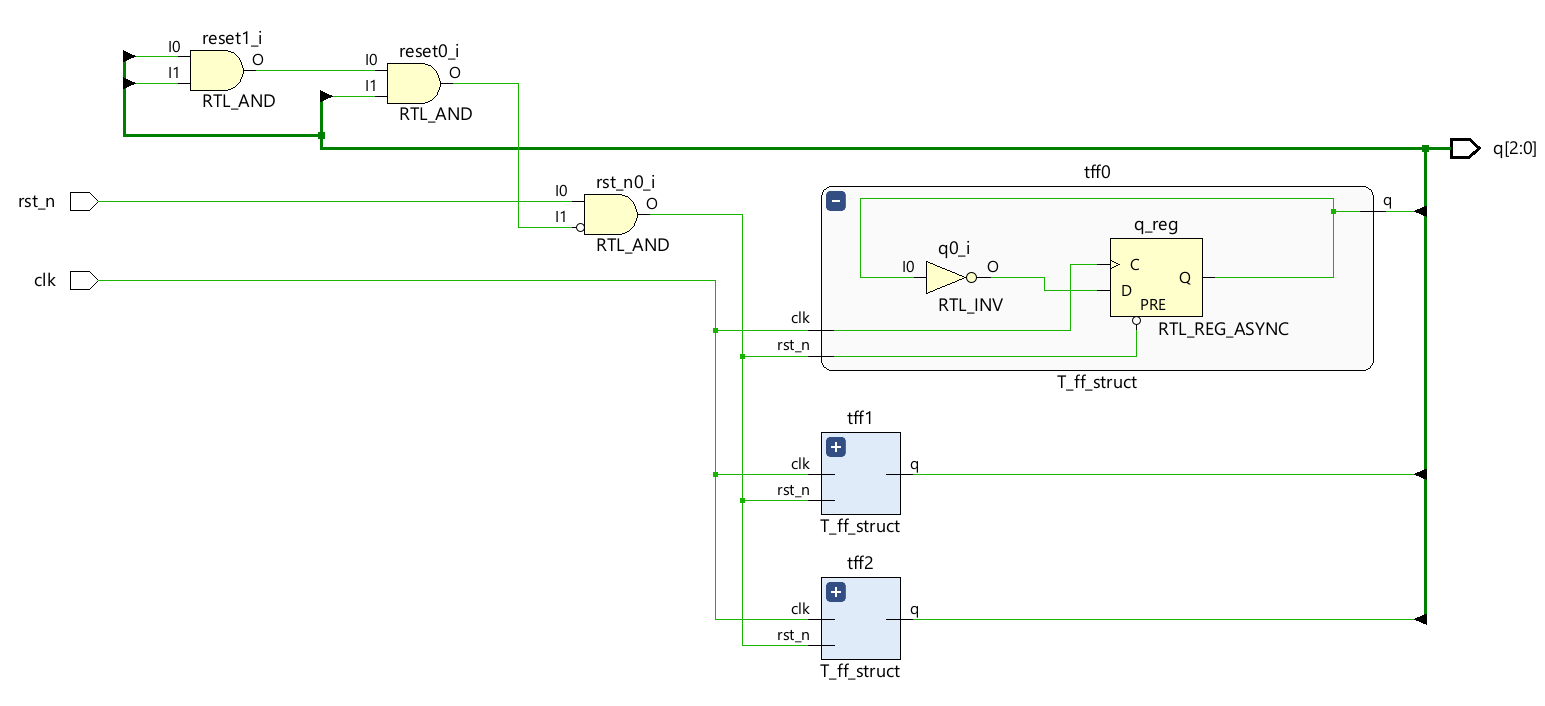 reset1_i
I0
I1
O
RTL_AND
reset0_i
I0
I1
O
RTL_AND
q[2:0]
rst_n
rst_n0_i
I0
I1
O
RTL_AND
clk
tff0
q
q_reg
C
D
Q
PRE
RTL_REG_ASYNC
q0_i
I0
O
RTL_INV
clk
rst_n
T_ff_struct
tff1
clk
q
rst_n
T_ff_struct
tff2
clk
q
rst_n
T_ff_struct